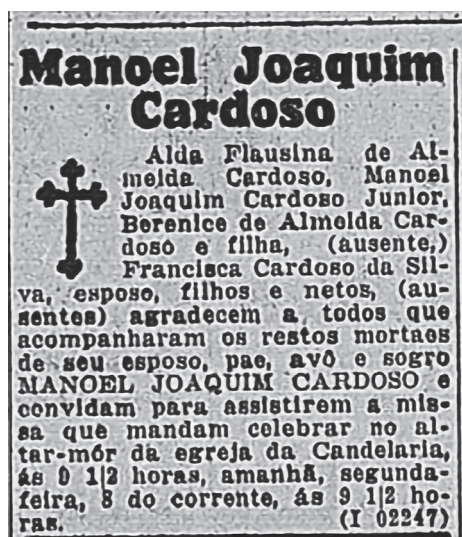 Manoel Joaquim
Cardoso
Alda Flausina de Al-
meida Cardoso, Manoel
Joaquim Cardoso Junior,
Berenice de Almeida Car-
doso e filha, (ausente,)
Francisca Cardoso da Sil-
va, esposo, filhos e netos, (au-
sentes) agradecem a todos que
acompanharam os restos mortaes
de seu esposo, pae, avô e sogro
MANOEL JOAQUIM CARDOSO e
convidam para assistirem a mis-
sa que mandam celebrar no al-
tar-mór da egreja da Candelaria,
ás 9 1|2 horas, amanhã, segunda-
feira, 8 do corrente, ás 9 1|2 ho-
ras. (I 02247)